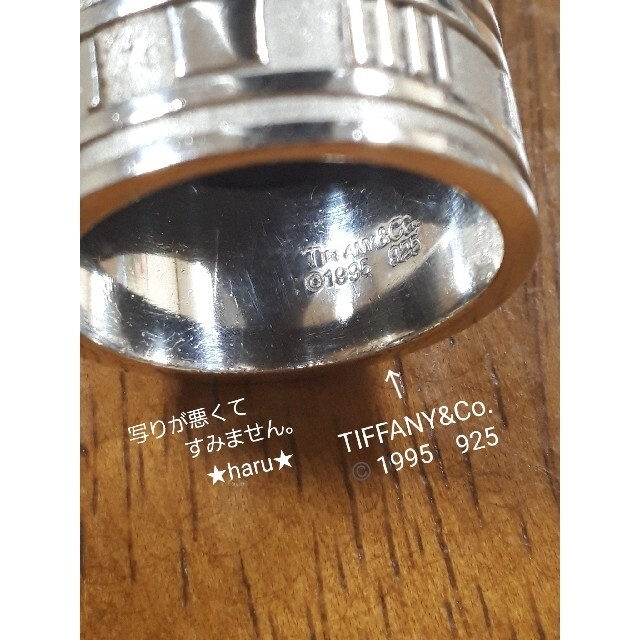 TIFFANY&Co.
©1995 925
写りが悪くて
すみません。
★haru★
↑
TIFFANY&Co.
© 1995 925